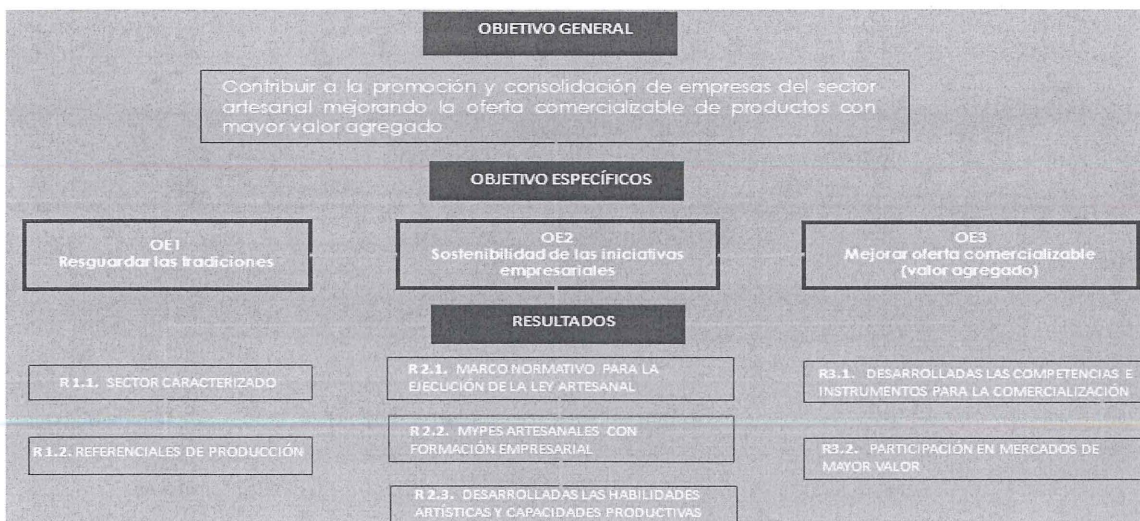 OBJETIVO GENERAL
Contribuir a la promoción y consolidación de empresas del sector
artesanal mejorando la oferta comercializable de productos con
mayor valor agregado
OBJETIVO ESPECÍFICOS
OE1
Resguardar las tradiciones
OE2
Sostenibilidad de las iniciativas
empresariales
OE3
Mejorar oferta comercializable
(valor agregado)
RESULTADOS
R 1.1. SECTOR CARACTERIZADO
R 1.2. REFERENCIALES DE PRODUCCIÓN
R 2.1. MARCO NORMATIVO PARA LA
EJECUCIÓN DE LA LEY ARTESANAL
R 2.2. MYPES ARTESANALES CON
FORMACIÓN EMPRESARIAL
R 2.3. DESARROLLADAS LAS HABILIDADES
ARTÍSTICAS Y CAPACIDADES PRODUCTIVAS
R3.1. DESARROLLADAS LAS COMPETENCIAS E
INSTRUMENTOS PARA LA COMERCIALIZACIÓN
R3.2. PARTICIPACIÓN EN MERCADOS DE
MAYOR VALOR